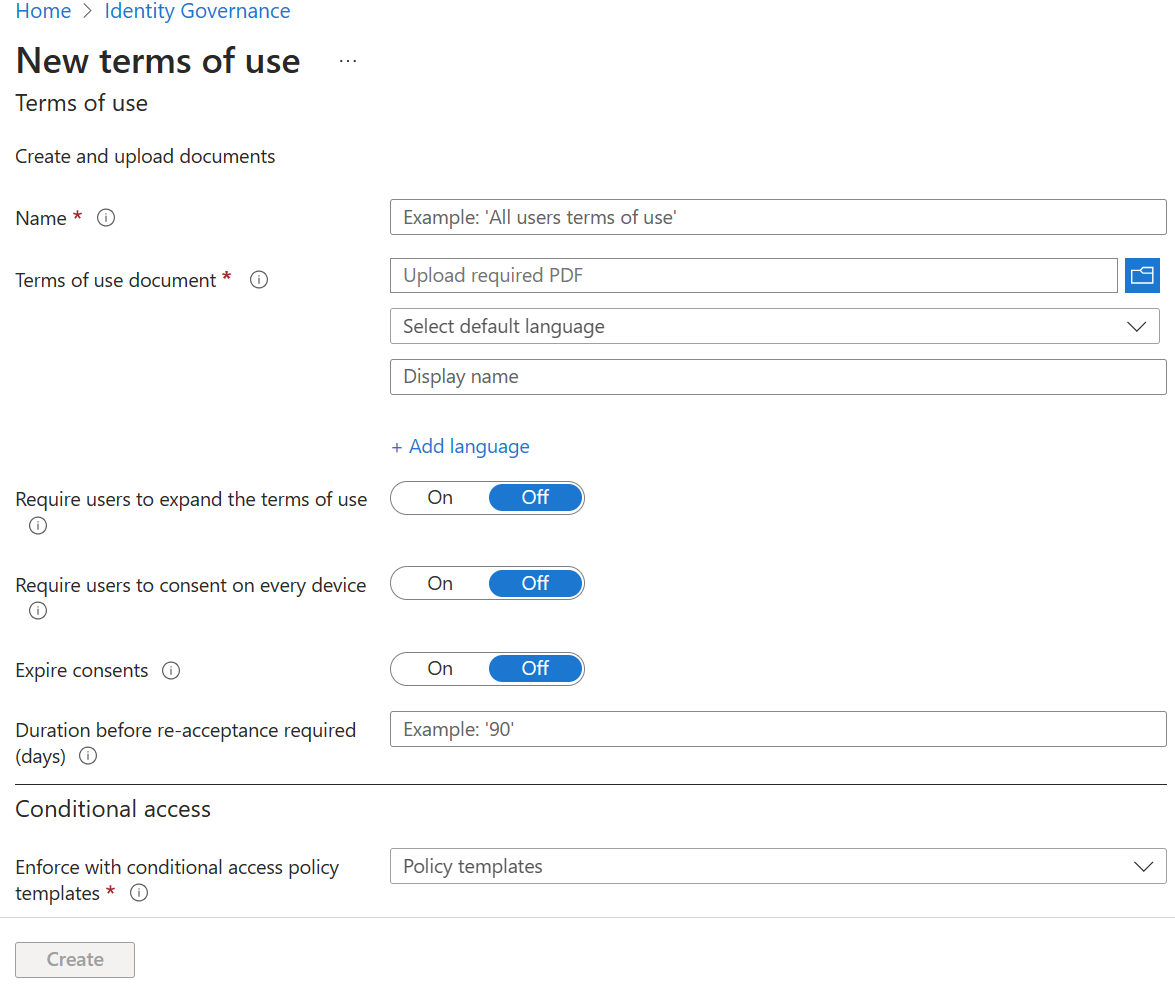 Home > Identity Governance
New terms of use ...
Terms of use
Create and upload documents
Name * Example: 'All users terms of use'
Terms of use document * Upload required PDF
Select default language
Display name
+ Add language
Require users to expand the terms of use On Off
Require users to consent on every device On Off
Expire consents On Off
Duration before re-acceptance required
(days)
Example: '90'
Conditional access
Enforce with conditional access policy
templates *
Policy templates
Create